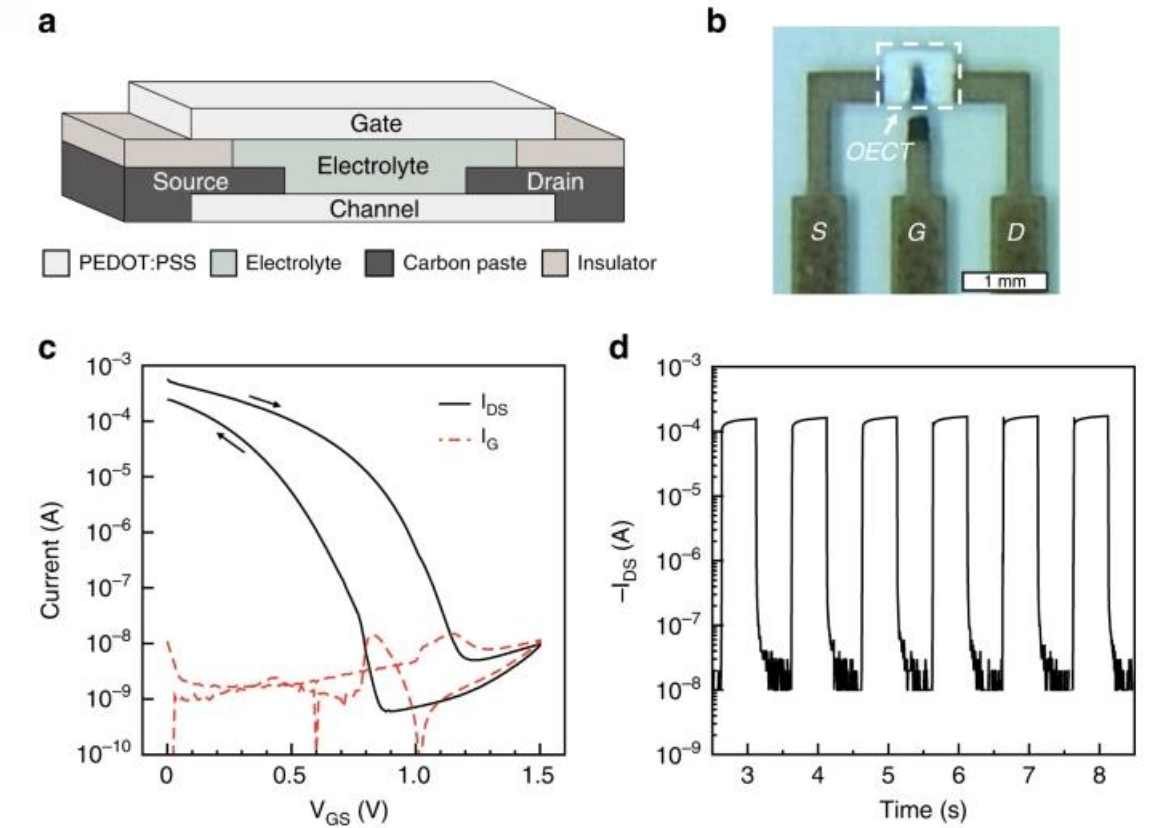 a
Gate
Electrolyte
Source
Drain
Channel
PEDOT:PSS Electrolyte Carbon paste Insulator
b
OECT
S G D
1 mm
c
10⁻³
10⁻⁴
10⁻⁵
10⁻⁶
10⁻⁷
10⁻⁸
10⁻⁹
10⁻¹⁰
Current (A)
I_DS
I_G
0 0.5 1.0 1.5
V_GS (V)
d
10⁻³
10⁻⁴
10⁻⁵
10⁻⁶
10⁻⁷
10⁻⁸
10⁻⁹
–I_DS (A)
3 4 5 6 7 8
Time (s)